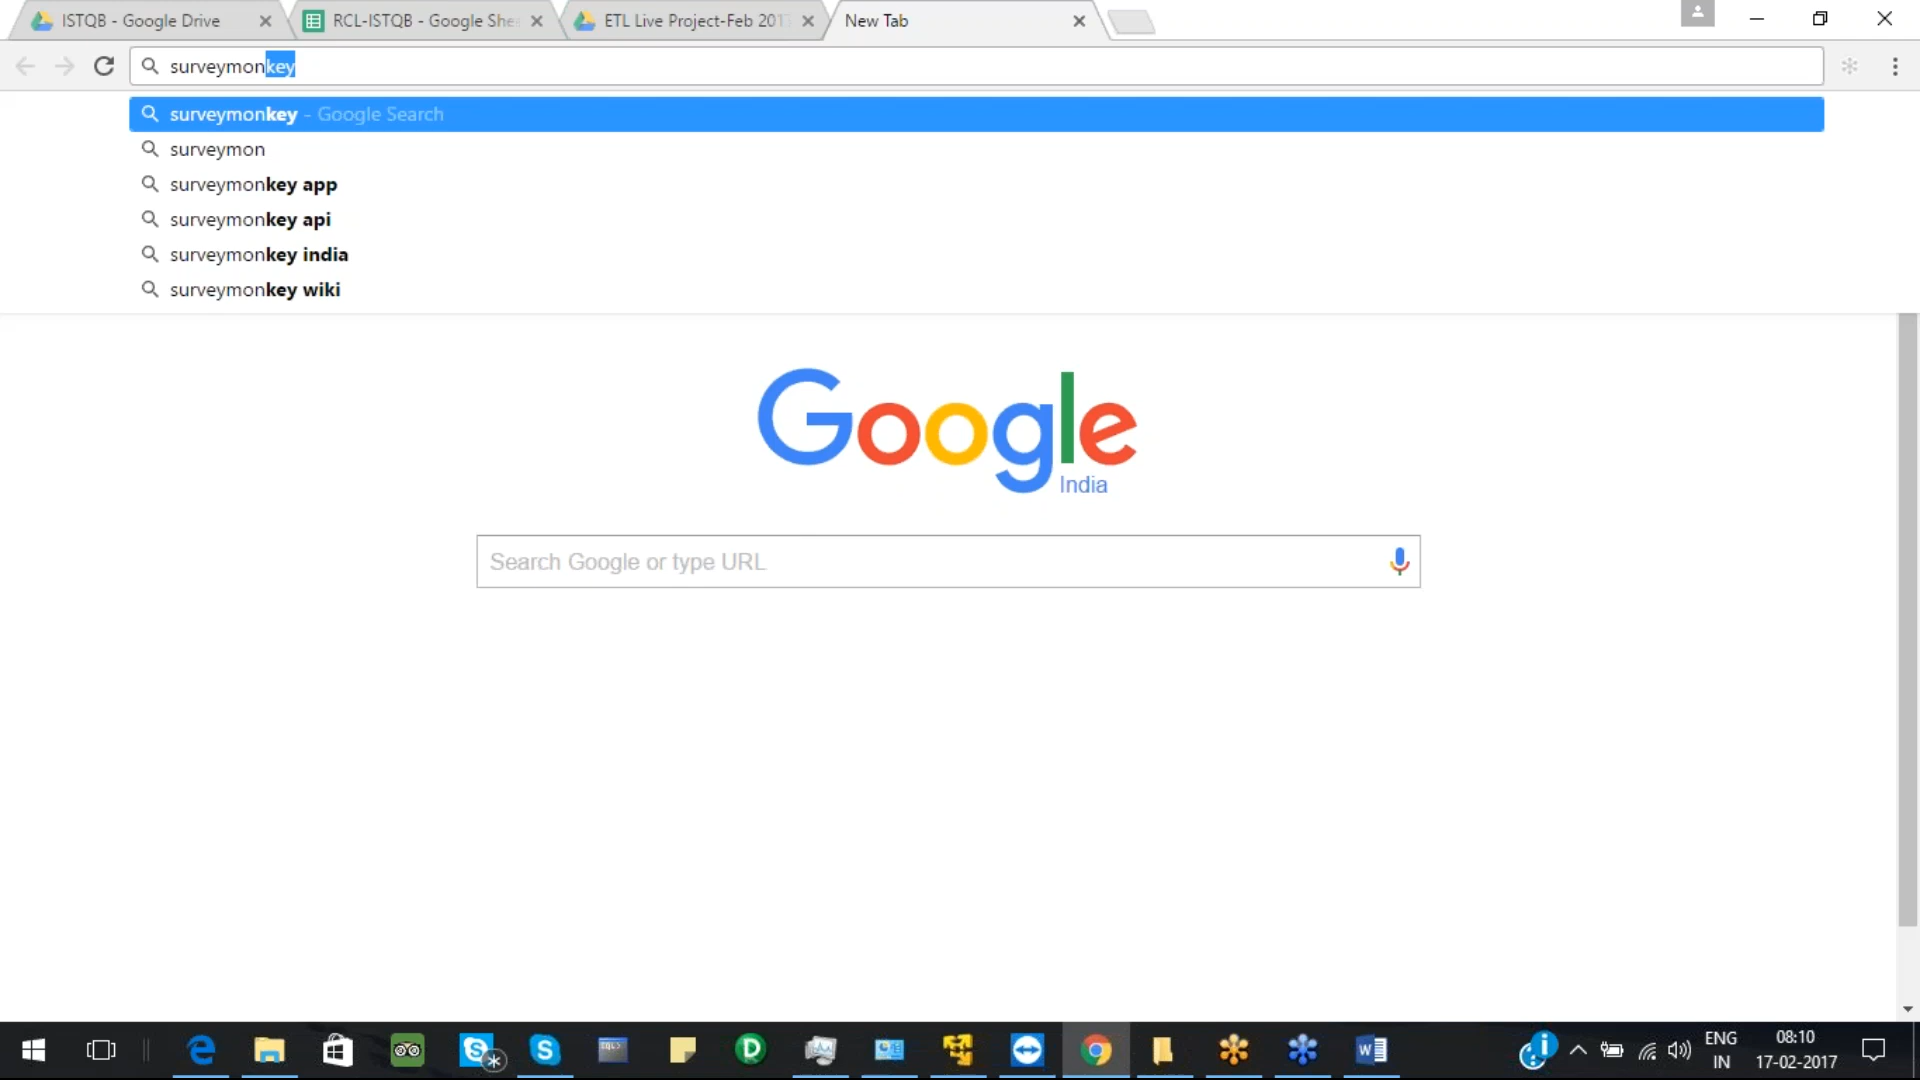 ISTQB - Google Drive
RCL-ISTQB - Google She
ETL Live Project-Feb 201
New Tab
surveymonkey
surveymonkey - Google Search
surveymon
surveymonkey app
surveymonkey api
surveymonkey india
surveymonkey wiki
Google
India
Search Google or type URL
ENG
IN
08:10
17-02-2017